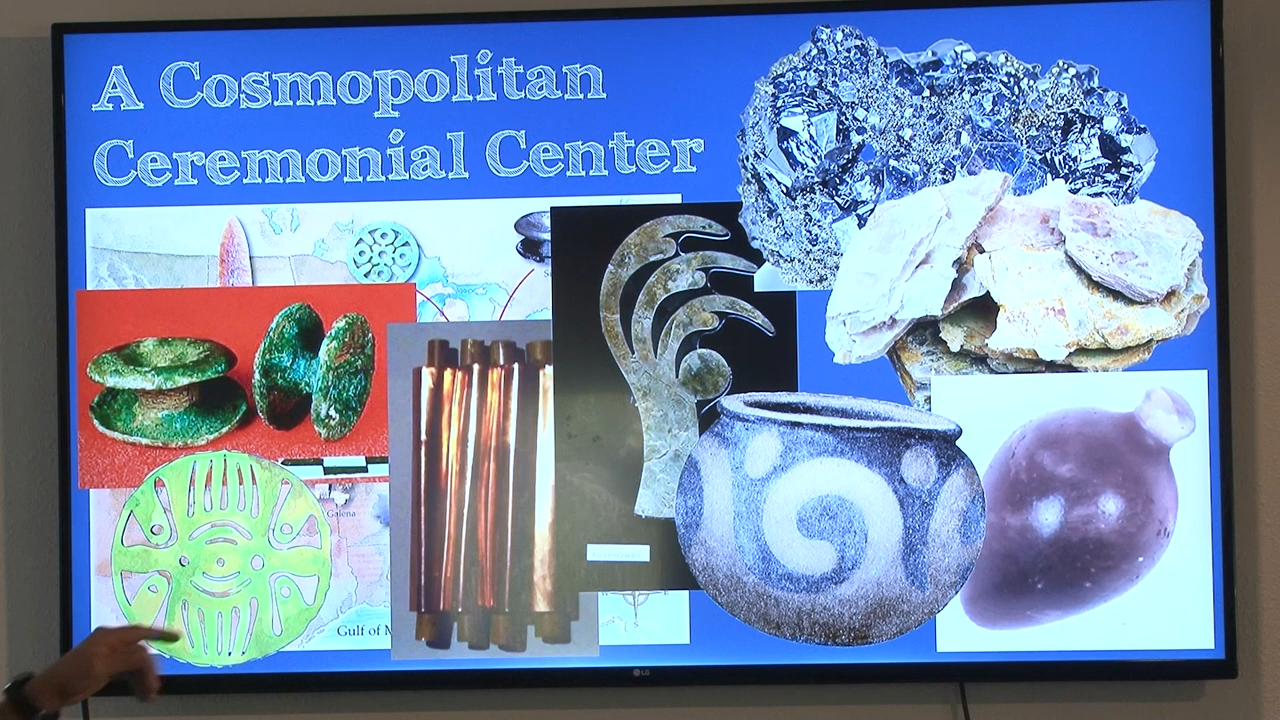 A Cosmopolitan
Ceremonial Center
Galena
Gulf of M
LG